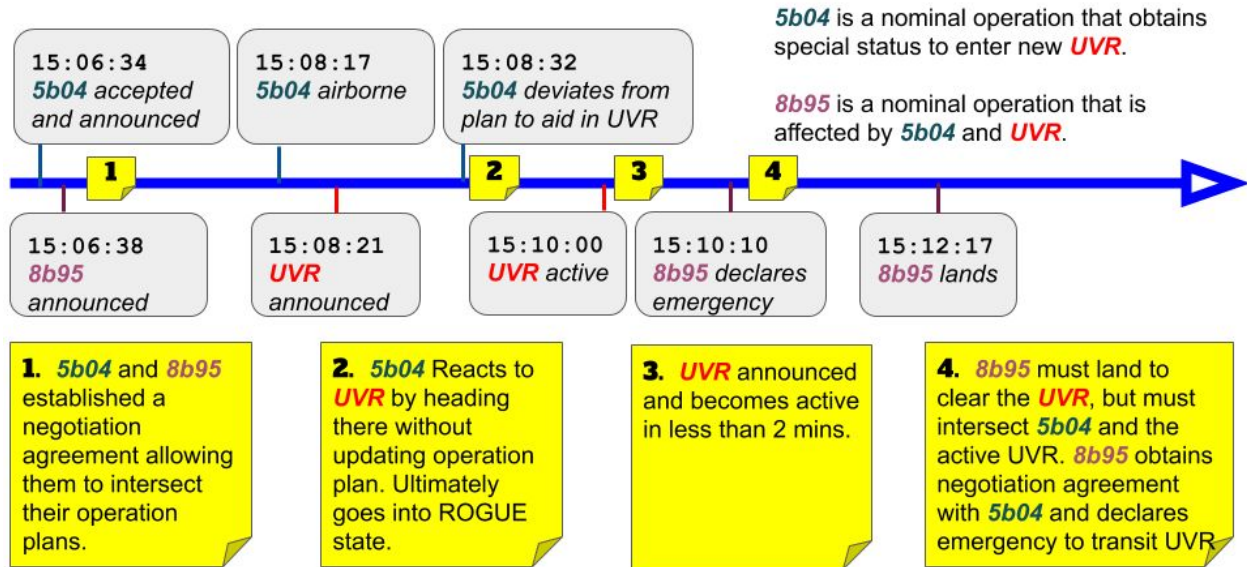 5b04 is a nominal operation that obtains
special status to enter new UVR.
8b95 is a nominal operation that is
affected by 5b04 and UVR.
15:06:34
5b04 accepted
and announced
15:08:17
5b04 airborne
15:08:32
5b04 deviates from
plan to aid in UVR
1
2
3
4
15:06:38
8b95
announced
15:08:21
UVR
announced
15:10:00
UVR active
15:10:10
8b95 declares
emergency
15:12:17
8b95 lands
1. 5b04 and 8b95
established a
negotiation
agreement allowing
them to intersect
their operation
plans.
2. 5b04 Reacts to
UVR by heading
there without
updating operation
plan. Ultimately
goes into ROGUE
state.
3. UVR announced
and becomes active
in less than 2 mins.
4. 8b95 must land to
clear the UVR, but must
intersect 5b04 and the
active UVR. 8b95 obtains
negotiation agreement
with 5b04 and declares
emergency to transit UVR